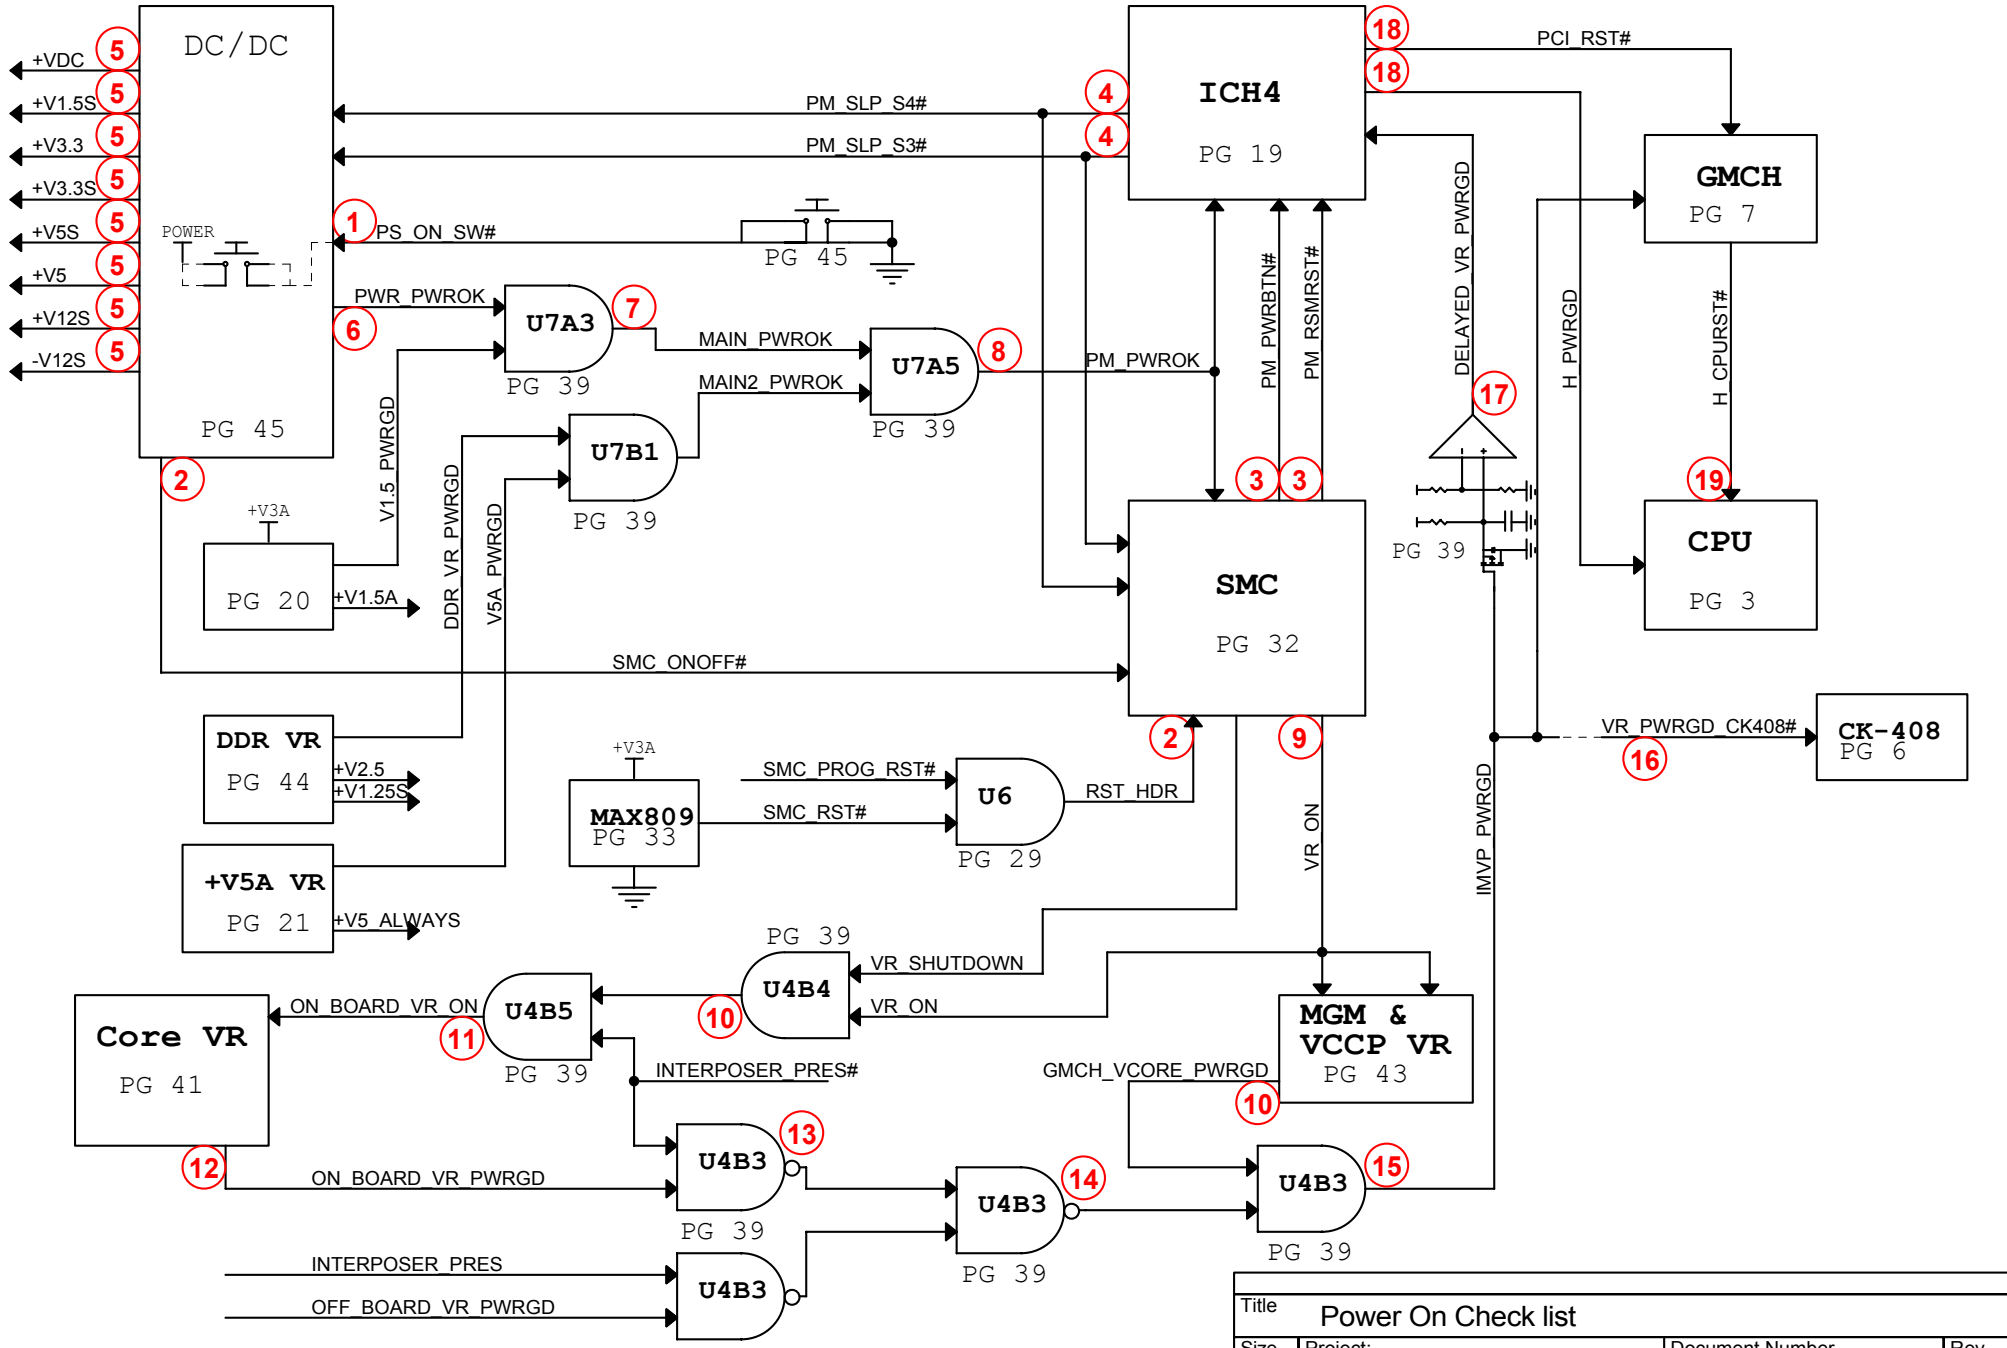 DC/DC
5
+VDC
5
+V1.5S
5
+V3.3
5
+V3.3S
5
+V5S
5
+V5
5
+V12S
5
-V12S
POWER
PG 45
2
1
PS_ON_SW#
PG 45
PM_SLP_S4#
PM_SLP_S3#
4
4
ICH4
PG 19
18
18
PCI_RST#
GMCH
PG 7
PWR_PWROK
6
U7A3
PG 39
7
MAIN_PWROK
MAIN2_PWROK
U7A5
PG 39
8
PM_PWROK
U7B1
PG 39
V1.5_PWRGD
DDR_VR_PWRGD
V5A_PWRGD
PM_PWRBTN#
PM_RSMRST#
3
3
DELAYED_VR_PWRGD
17
H_PWRGD
H_CPURST#
19
CPU
PG 3
PG 39
+V3A
PG 20
+V1.5A
SMC
PG 32
SMC_ONOFF#
DDR VR
PG 44
+V2.5
+V1.25S
+V5A VR
PG 21
+V5_ALWAYS
+V3A
MAX809
PG 33
SMC_PROG_RST#
SMC_RST#
U6
PG 29
RST_HDR
2
9
VR_ON
IMVP_PWRGD
VR_PWRGD_CK408#
16
CK-408
PG 6
PG 39
U4B4
VR_SHUTDOWN
VR_ON
10
U4B5
PG 39
ON_BOARD_VR_ON
11
Core VR
PG 41
12
INTERPOSER_PRES#
MGM &
VCCP VR
PG 43
GMCH_VCORE_PWRGD
10
ON_BOARD_VR_PWRGD
U4B3
PG 39
13
INTERPOSER_PRES
OFF_BOARD_VR_PWRGD
U4B3
U4B3
PG 39
14
U4B3
PG 39
15
Title
Power On Check list
Size
Project:
Document Number
Rev